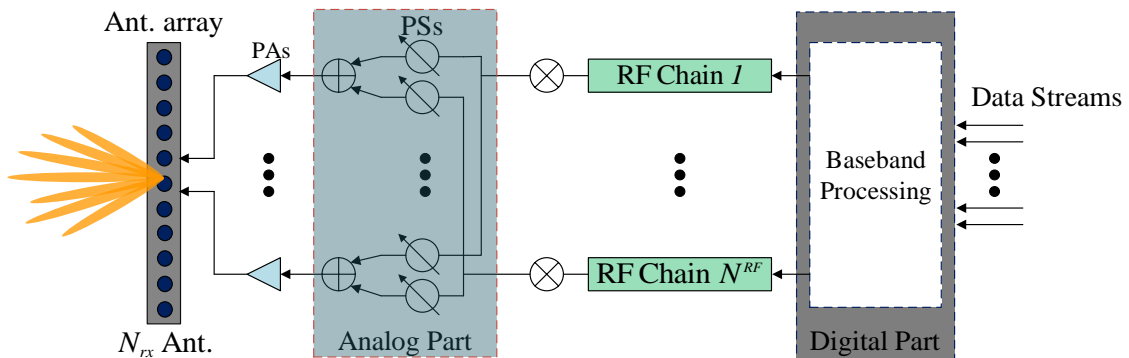 Ant. array
PAs
PSs
RF Chain 1
Data Streams
Baseband
Processing
RF Chain N^RF
N_rx Ant.
Analog Part
Digital Part